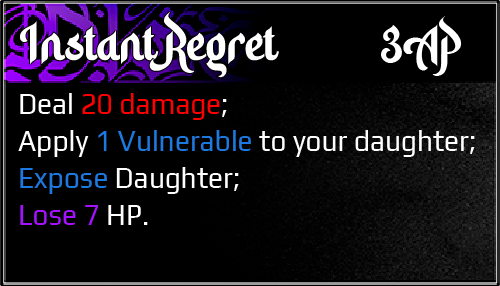 Instant Regret 3AP
Deal 20 damage;
Apply 1 Vulnerable to your daughter;
Expose Daughter;
Lose 7 HP.